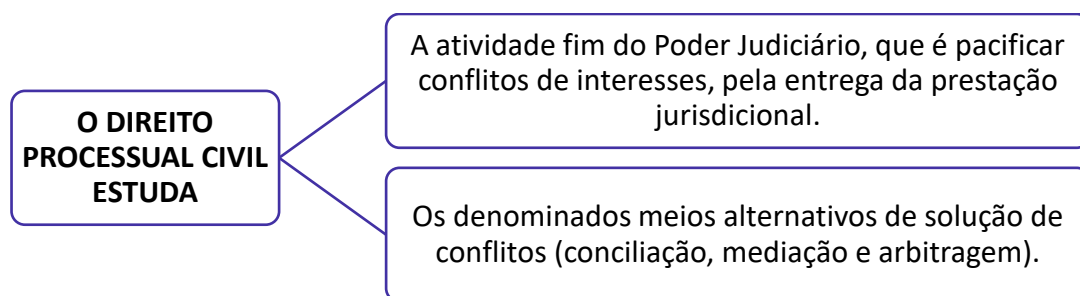 O DIREITO
PROCESSUAL CIVIL
ESTUDA
A atividade fim do Poder Judiciário, que é pacificar
conflitos de interesses, pela entrega da prestação
jurisdicional.
Os denominados meios alternativos de solução de
conflitos (conciliação, mediação e arbitragem).